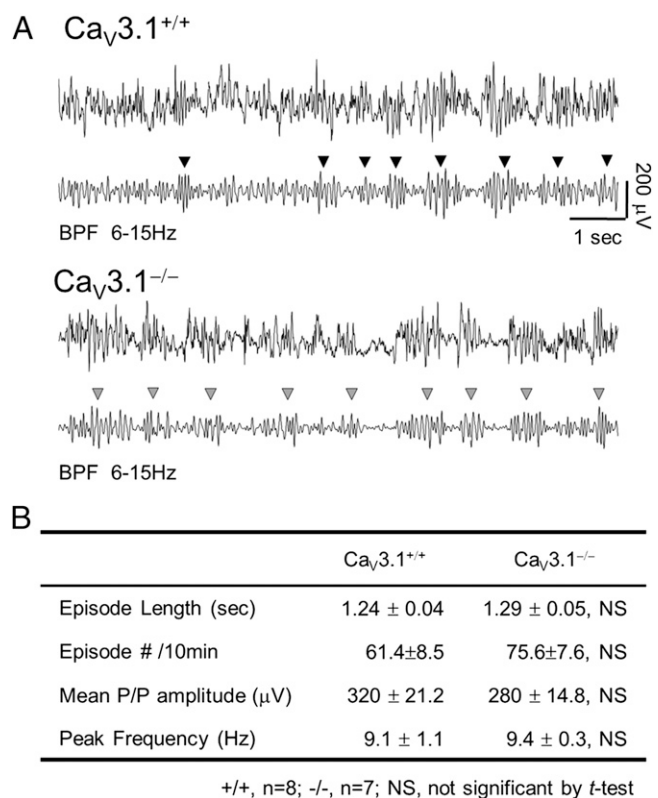 A Cav3.1+/+
200 μV
BPF 6-15Hz
1 sec
Cav3.1−/−
BPF 6-15Hz
B
Cav3.1+/+ Cav3.1−/−
Episode Length (sec) 1.24 ± 0.04 1.29 ± 0.05, NS
Episode # /10min 61.4±8.5 75.6±7.6, NS
Mean P/P amplitude (μV) 320 ± 21.2 280 ± 14.8, NS
Peak Frequency (Hz) 9.1 ± 1.1 9.4 ± 0.3, NS
+/+, n=8; -/-, n=7; NS, not significant by t-test